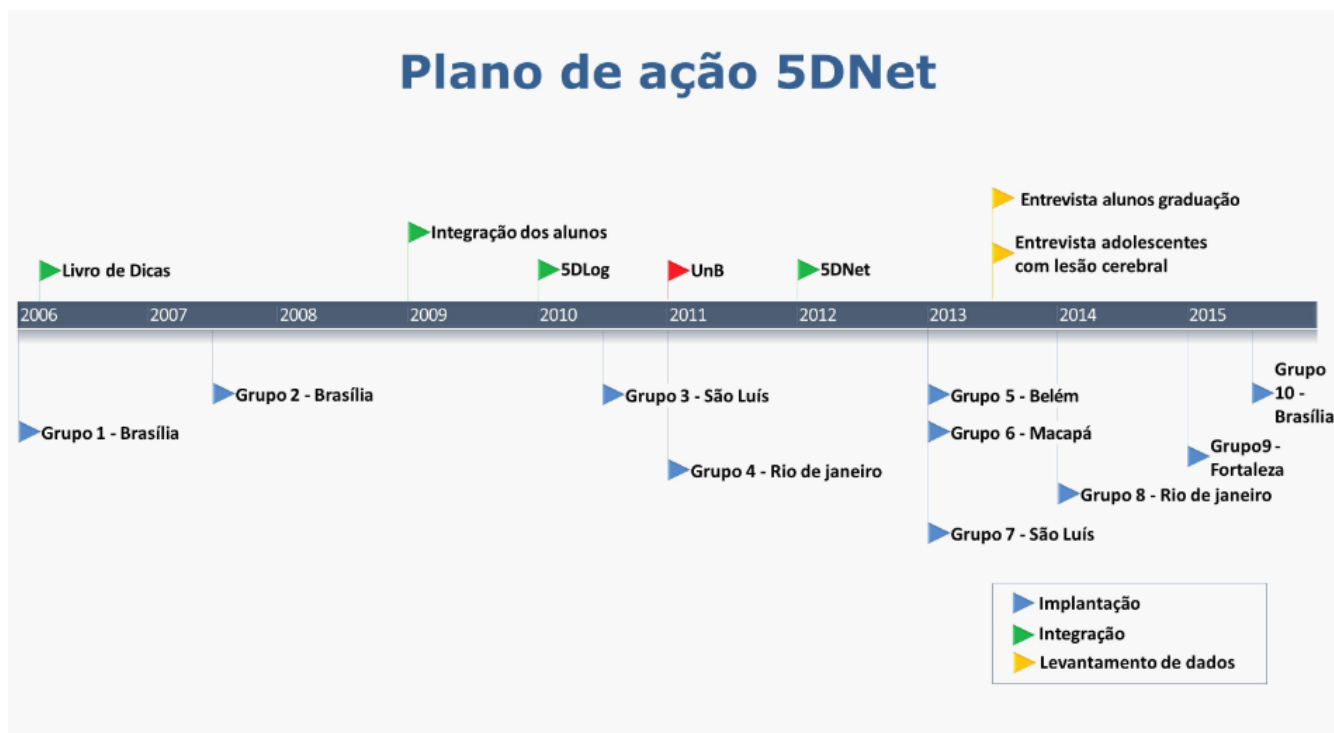 Plano de ação 5DNet
Entrevista alunos graduação
Integração dos alunos
Entrevista adolescentes
com lesão cerebral
Livro de Dicas
5DLog
UnB
5DNet
2006 2007 2008 2009 2010 2011 2012 2013 2014 2015
Grupo
10 -
Brasília
Grupo 2 - Brasília
Grupo 3 - São Luís
Grupo 5 - Belém
Grupo 1 - Brasília
Grupo 6 - Macapá
Grupo9 -
Fortaleza
Grupo 4 - Rio de janeiro
Grupo 8 - Rio de janeiro
Grupo 7 - São Luís
Implantação
Integração
Levantamento de dados